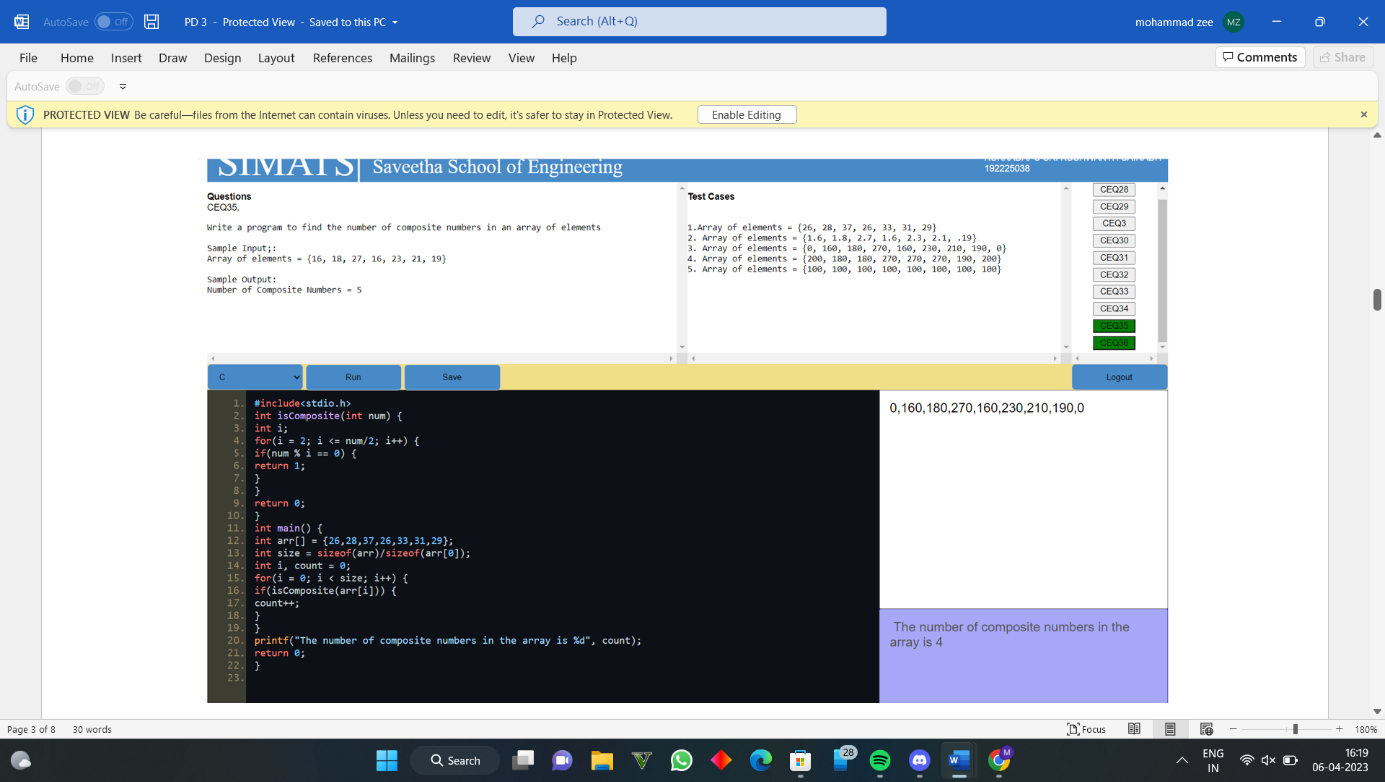 AutoSave Off PD 3 - Protected View - Saved to this PC Search (Alt+Q) mohammad zee MZ
File Home Insert Draw Design Layout References Mailings Review View Help Comments Share
AutoSave Off
PROTECTED VIEW Be careful—files from the Internet can contain viruses. Unless you need to edit, it's safer to stay in Protected View. Enable Editing
SIMATS Saveetha School of Engineering
192225038
Questions
CEQ35.
Write a program to find the number of composite numbers in an array of elements
Sample Input;:
Array of elements = {16, 18, 27, 16, 23, 21, 19}
Sample Output:
Number of Composite Numbers = 5
Test Cases
1.Array of elements = {26, 28, 37, 26, 33, 31, 29}
2. Array of elements = {1.6, 1.8, 2.7, 1.6, 2.3, 2.1, .19}
3. Array of elements = {0, 160, 180, 270, 160, 230, 210, 190, 0}
4. Array of elements = {200, 180, 180, 270, 270, 270, 190, 200}
5. Array of elements = {100, 100, 100, 100, 100, 100, 100, 100}
CEQ28
CEQ29
CEQ3
CEQ30
CEQ31
CEQ32
CEQ33
CEQ34
CEQ35
CEQ36
C Run Save Logout
1. #include<stdio.h>
2. int isComposite(int num) {
3. int i;
4. for(i = 2; i <= num/2; i++) {
5. if(num % i == 0) {
6. return 1;
7. }
8. }
9. return 0;
10. }
11. int main() {
12. int arr[] = {26,28,37,26,33,31,29};
13. int size = sizeof(arr)/sizeof(arr[0]);
14. int i, count = 0;
15. for(i = 0; i < size; i++) {
16. if(isComposite(arr[i])) {
17. count++;
18. }
19. }
20. printf("The number of composite numbers in the array is %d", count);
21. return 0;
22. }
23.
0,160,180,270,160,230,210,190,0
The number of composite numbers in the
array is 4
Page 3 of 8 30 words Focus 180%
Search 28 M ENG
IN 16:19
06-04-2023